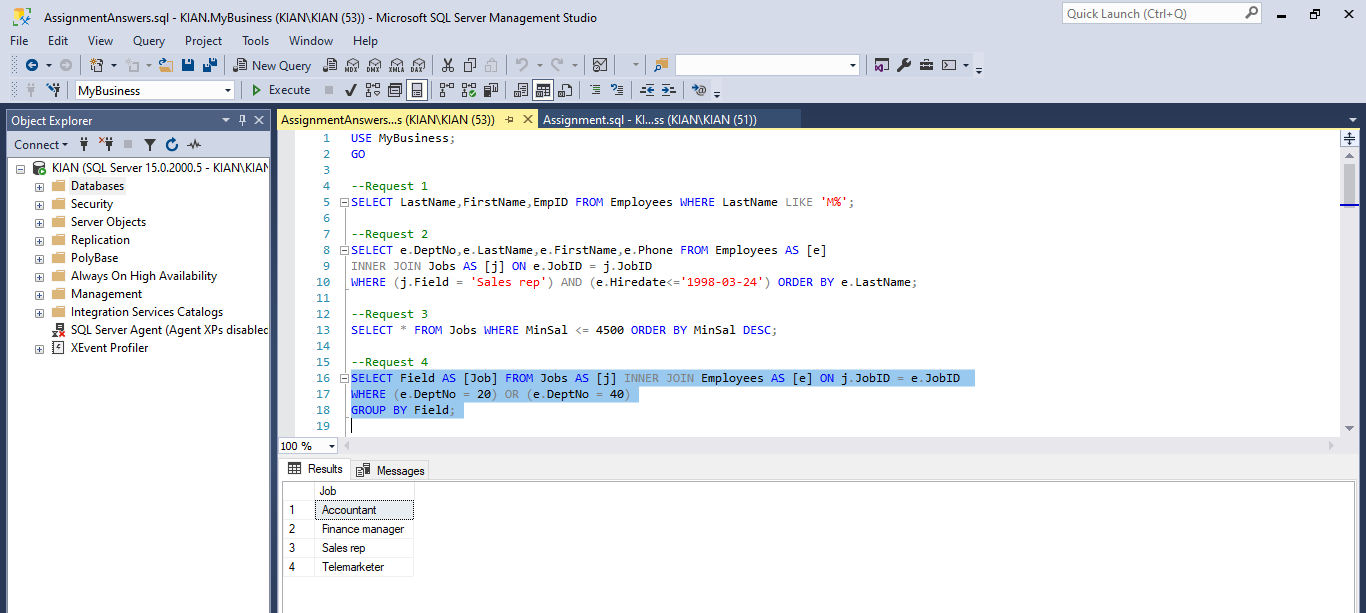 AssignmentAnswers.sql - KIAN.MyBusiness (KIAN\KIAN (53)) - Microsoft SQL Server Management Studio
Quick Launch (Ctrl+Q)
File Edit View Query Project Tools Window Help
New Query MDX DMX XMLA DAX
MyBusiness Execute
Object Explorer
AssignmentAnswers...s (KIAN\KIAN (53)) Assignment.sql - KI...ss (KIAN\KIAN (51))
Connect
KIAN (SQL Server 15.0.2000.5 - KIAN\KIAN
Databases
Security
Server Objects
Replication
PolyBase
Always On High Availability
Management
Integration Services Catalogs
SQL Server Agent (Agent XPs disabled
XEvent Profiler
1 USE MyBusiness;
2 GO
3
4 --Request 1
5 SELECT LastName,FirstName,EmpID FROM Employees WHERE LastName LIKE 'M%';
6
7 --Request 2
8 SELECT e.DeptNo,e.LastName,e.FirstName,e.Phone FROM Employees AS [e]
9 INNER JOIN Jobs AS [j] ON e.JobID = j.JobID
10 WHERE (j.Field = 'Sales rep') AND (e.Hiredate<='1998-03-24') ORDER BY e.LastName;
11
12 --Request 3
13 SELECT * FROM Jobs WHERE MinSal <= 4500 ORDER BY MinSal DESC;
14
15 --Request 4
16 SELECT Field AS [Job] FROM Jobs AS [j] INNER JOIN Employees AS [e] ON j.JobID = e.JobID
17 WHERE (e.DeptNo = 20) OR (e.DeptNo = 40)
18 GROUP BY Field;
19
100 %
Results Messages
Job
1 Accountant
2 Finance manager
3 Sales rep
4 Telemarketer